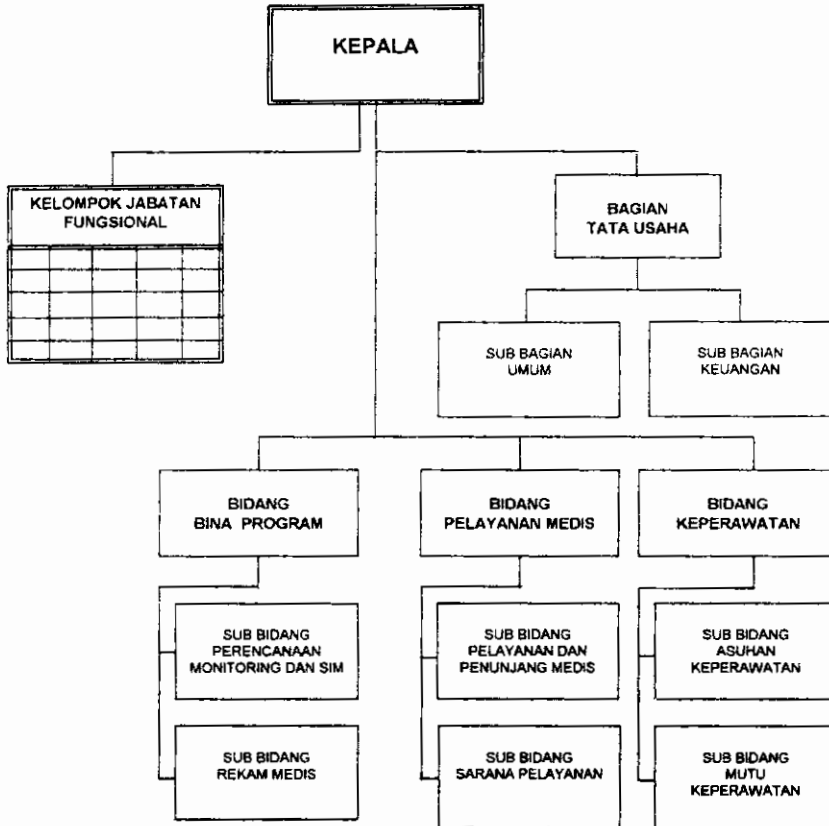 KEPALA
KELOMPOK JABATAN
FUNGSIONAL
BAGIAN
TATA USAHA
SUB BAGIAN
UMUM
SUB BAGIAN
KEUANGAN
BIDANG
BINA PROGRAM
BIDANG
PELAYANAN MEDIS
BIDANG
KEPERAWATAN
SUB BIDANG
PERENCANAAN
MONITORING DAN SIM
SUB BIDANG
PELAYANAN DAN
PENUNJANG MEDIS
SUB BIDANG
ASUHAN
KEPERAWATAN
SUB BIDANG
REKAM MEDIS
SUB BIDANG
SARANA PELAYANAN
SUB BIDANG
MUTU
KEPERAWATAN